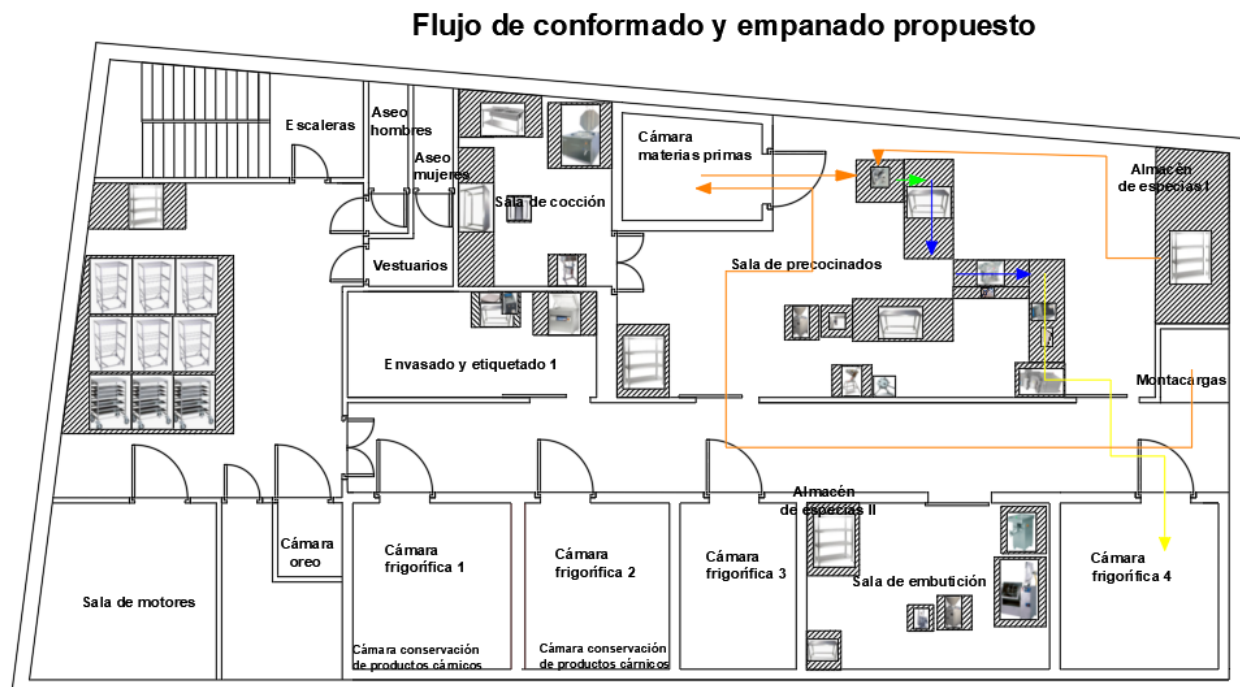 Flujo de conformado y empanado propuesto
Escaleras
Aseo
hombres
Aseo
mujeres
Sala de cocción
Cámara
materias primas
Almacén
de especias I
Vestuarios
Sala de precocinados
Envasado y etiquetado 1
Montacargas
Almacén
de especias II
Cámara
oreo
Cámara
frigorífica 1
Cámara
frigorífica 2
Cámara
frigorífica 3
Sala de embutición
Cámara
frigorífica 4
Sala de motores
Cámara conservación
de productos cárnicos
Cámara conservación
de productos cárnicos